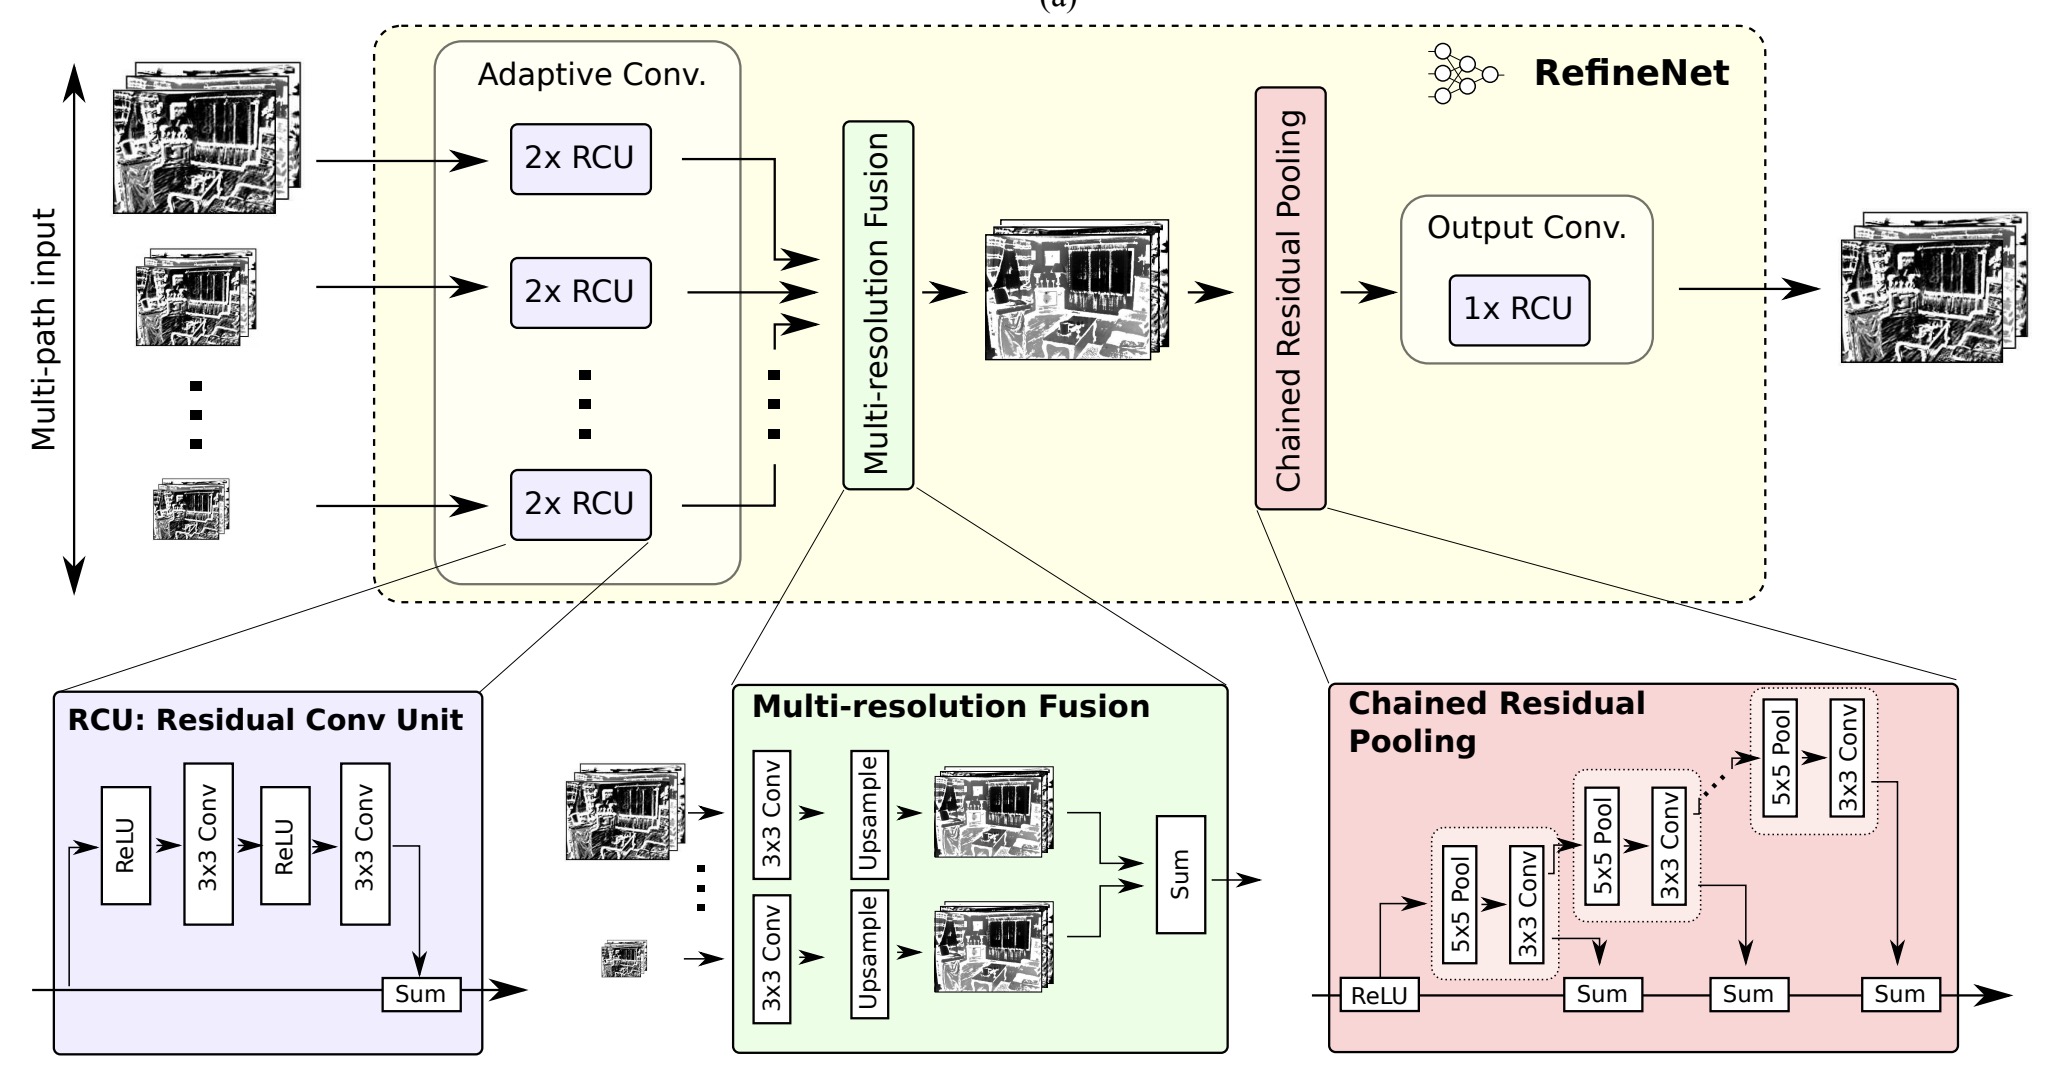 (a)
Adaptive Conv.
RefineNet
Multi-path input
2x RCU
2x RCU
2x RCU
Multi-resolution Fusion
Chained Residual Pooling
Output Conv.
1x RCU
RCU: Residual Conv Unit
ReLU
3x3 Conv
ReLU
3x3 Conv
Sum
Multi-resolution Fusion
3x3 Conv
Upsample
3x3 Conv
Upsample
Sum
Chained Residual
Pooling
5x5 Pool
3x3 Conv
5x5 Pool
3x3 Conv
5x5 Pool
3x3 Conv
ReLU
Sum
Sum
Sum